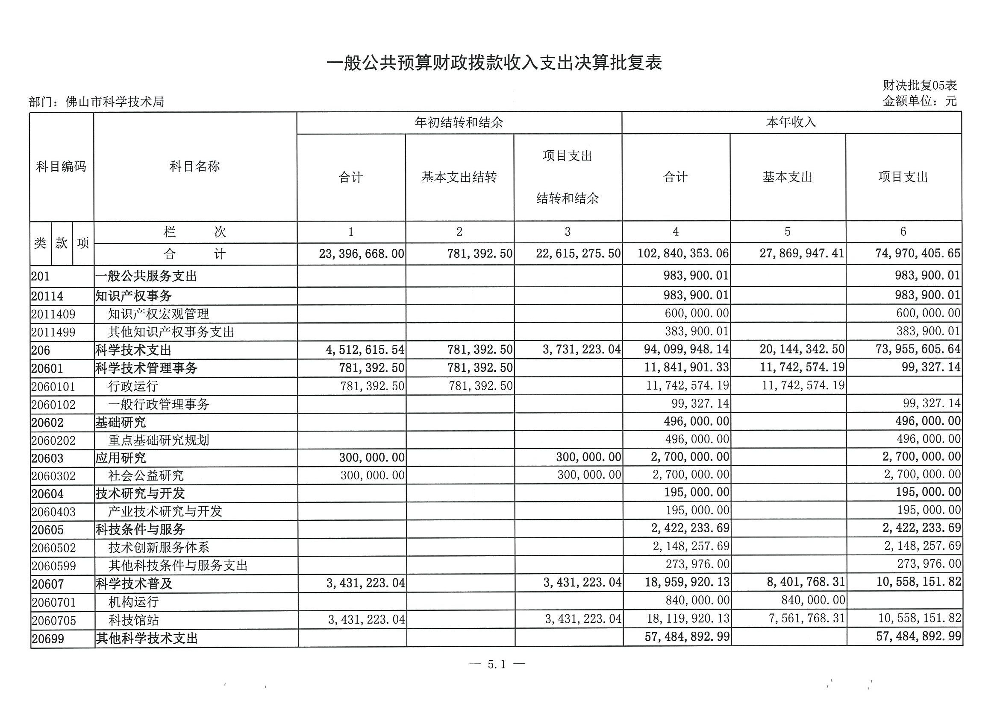 一般公共预算财政拨款收入支出决算批复表
财决批复05表
部门：佛山市科学技术局 金额单位：元
科目编码 科目名称 年初结转和结余 本年收入
合计 基本支出结转 项目支出结转和结余 合计 基本支出 项目支出
类 款 项 栏次 1 2 3 4 5 6
合计 23,396,668.00 781,392.50 22,615,275.50 102,840,353.06 27,869,947.41 74,970,405.65
201 一般公共服务支出 983,900.01 983,900.01
20114 知识产权事务 983,900.01 983,900.01
2011409 知识产权宏观管理 600,000.00 600,000.00
2011499 其他知识产权事务支出 383,900.01 383,900.01
206 科学技术支出 4,512,615.54 781,392.50 3,731,223.04 94,099,948.14 20,144,342.50 73,955,605.64
20601 科学技术管理事务 781,392.50 781,392.50 11,841,901.33 11,742,574.19 99,327.14
2060101 行政运行 781,392.50 781,392.50 11,742,574.19 11,742,574.19
2060102 一般行政管理事务 99,327.14 99,327.14
20602 基础研究 496,000.00 496,000.00
2060202 重点基础研究规划 496,000.00 496,000.00
20603 应用研究 300,000.00 300,000.00 2,700,000.00 2,700,000.00
2060302 社会公益研究 300,000.00 300,000.00 2,700,000.00 2,700,000.00
20604 技术研究与开发 195,000.00 195,000.00
2060403 产业技术研究与开发 195,000.00 195,000.00
20605 科技条件与服务 2,422,233.69 2,422,233.69
2060502 技术创新服务体系 2,148,257.69 2,148,257.69
2060599 其他科技条件与服务支出 273,976.00 273,976.00
20607 科学技术普及 3,431,223.04 3,431,223.04 18,959,920.13 8,401,768.31 10,558,151.82
2060701 机构运行 840,000.00 840,000.00
2060705 科技馆站 3,431,223.04 3,431,223.04 18,119,920.13 7,561,768.31 10,558,151.82
20699 其他科学技术支出 57,484,892.99 57,484,892.99
— 5.1 —